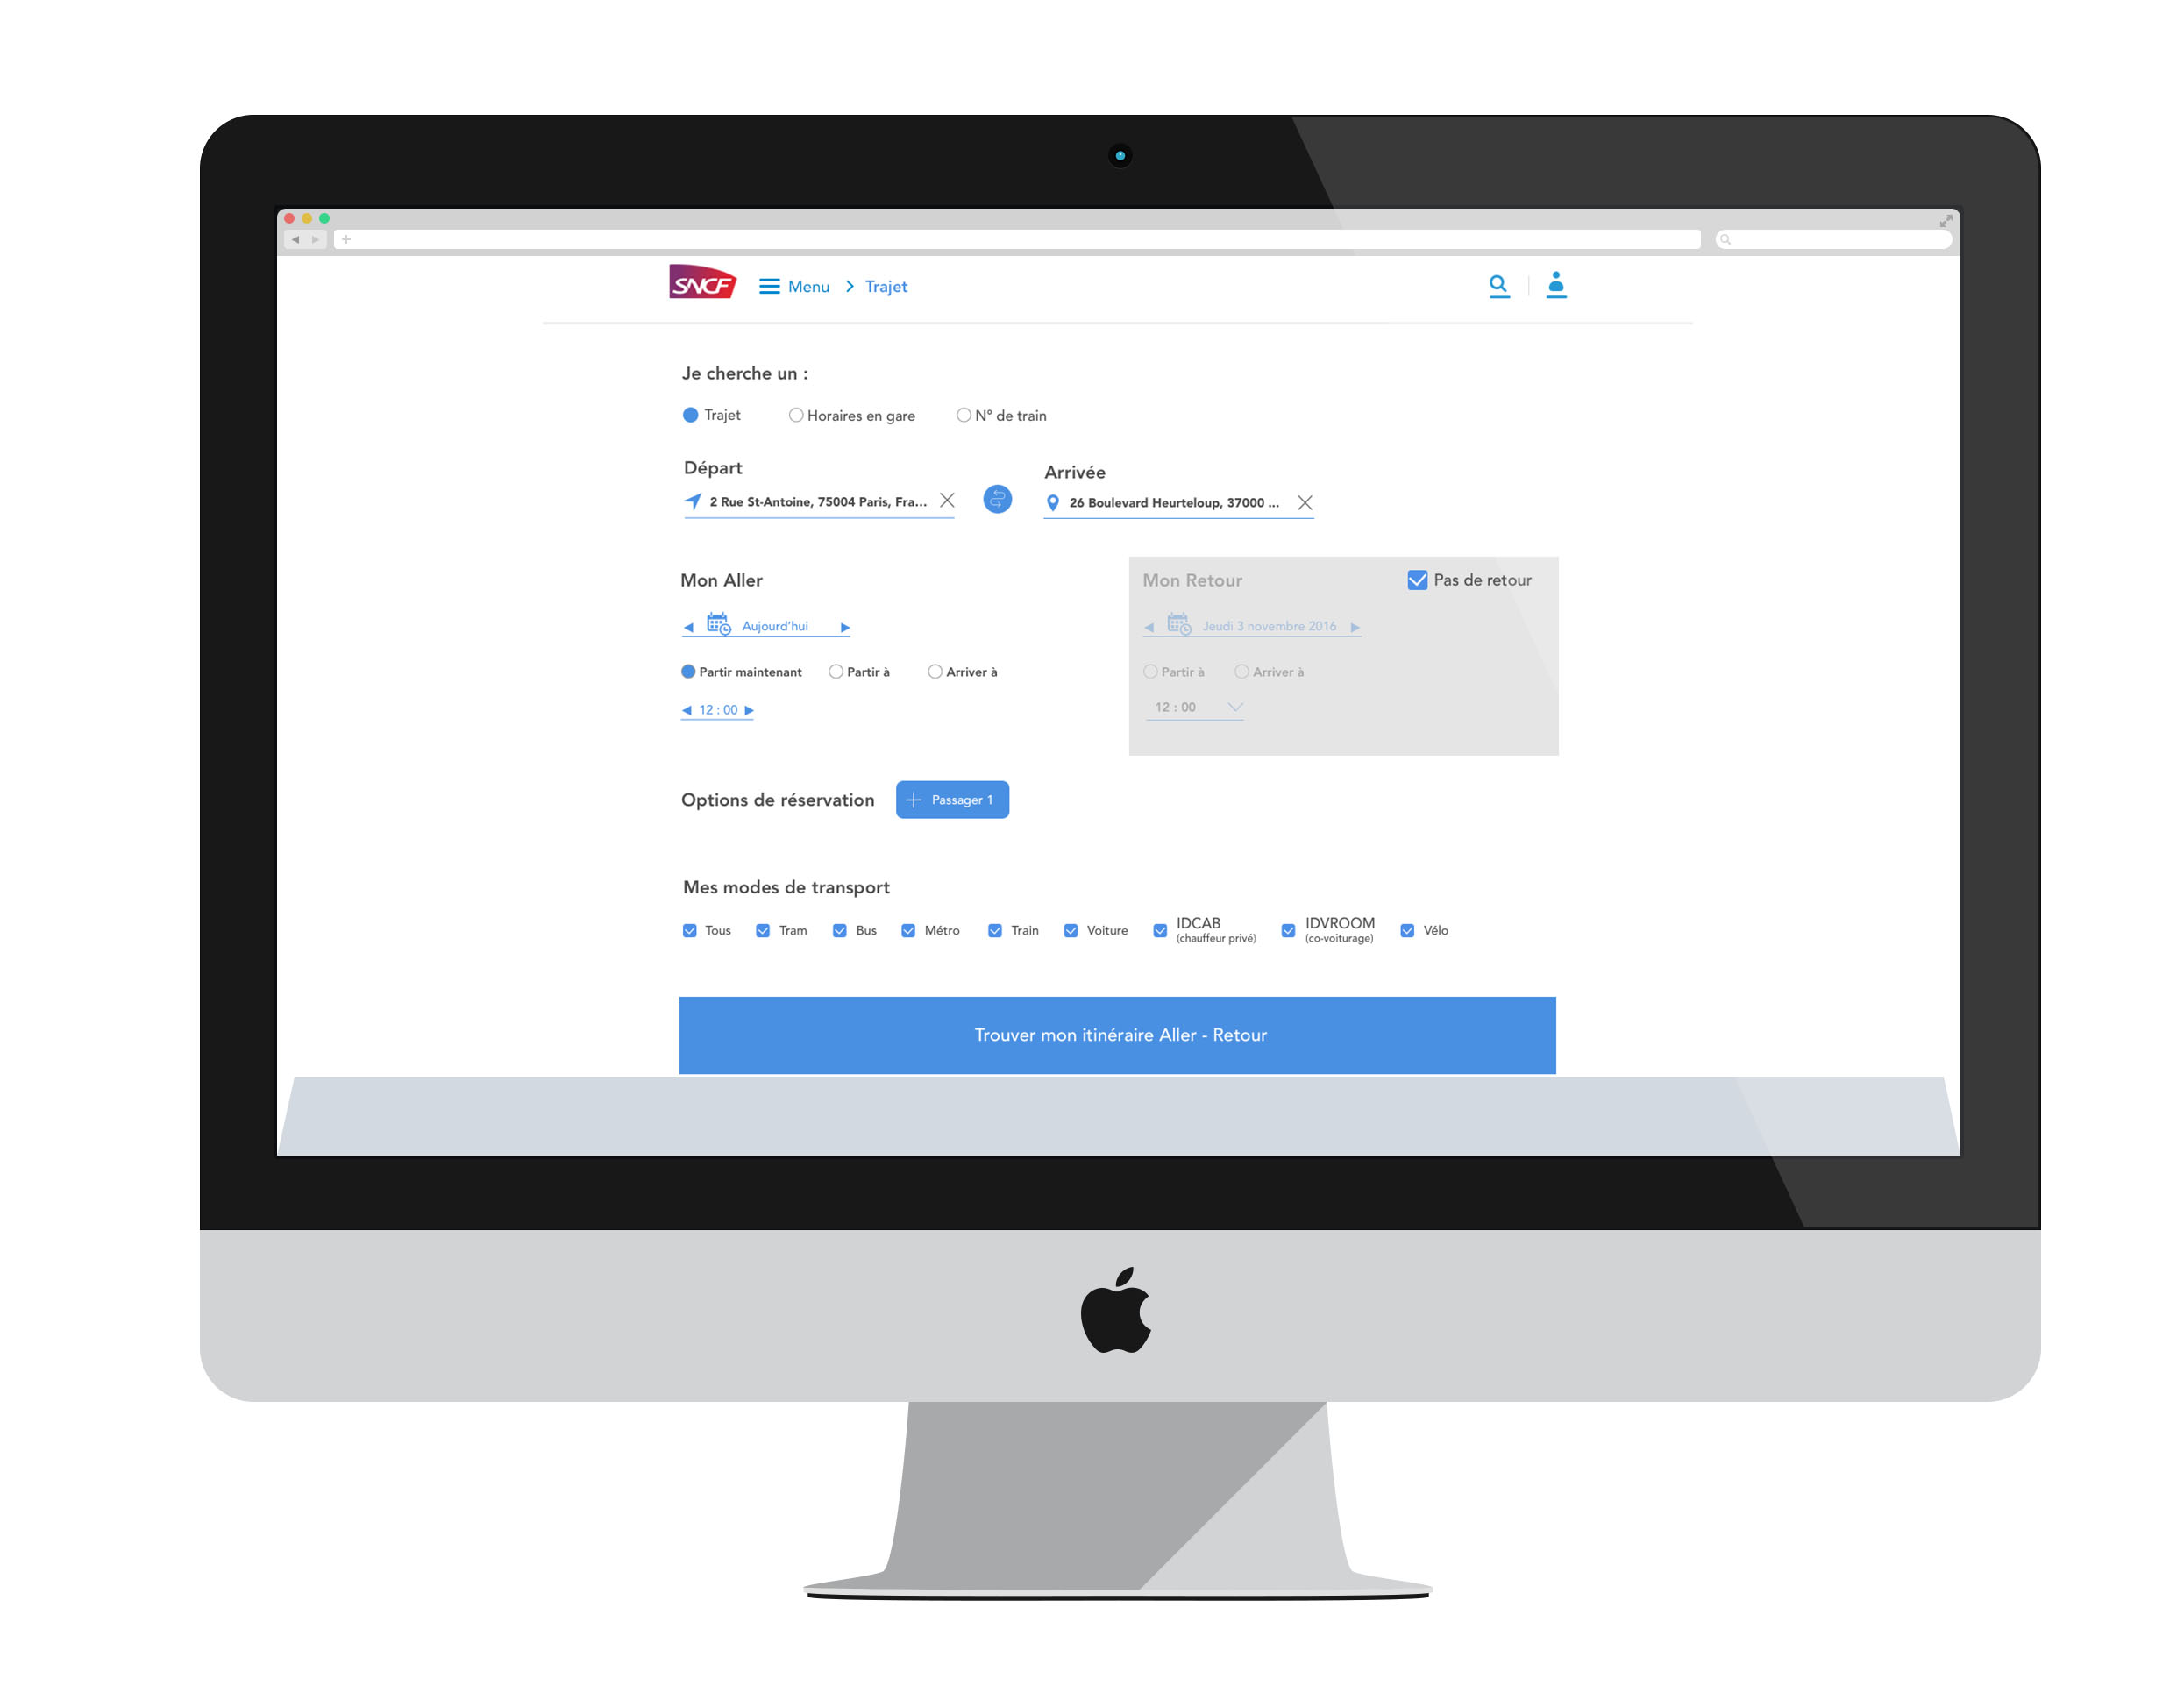 SNCF Menu > Trajet
Je cherche un :
Trajet Horaires en gare N° de train
Départ Arrivée
2 Rue St-Antoine, 75004 Paris, Fra... 26 Boulevard Heurteloup, 37000 ...
Mon Aller
Aujourd'hui
Partir maintenant Partir à Arriver à
12 : 00
Mon Retour Pas de retour
Jeudi 3 novembre 2016
Partir à Arriver à
12 : 00
Options de réservation Passager 1
Mes modes de transport
Tous Tram Bus Métro Train Voiture IDCAB (chauffeur privé) IDVROOM (co-voiturage) Vélo
Trouver mon itinéraire Aller - Retour